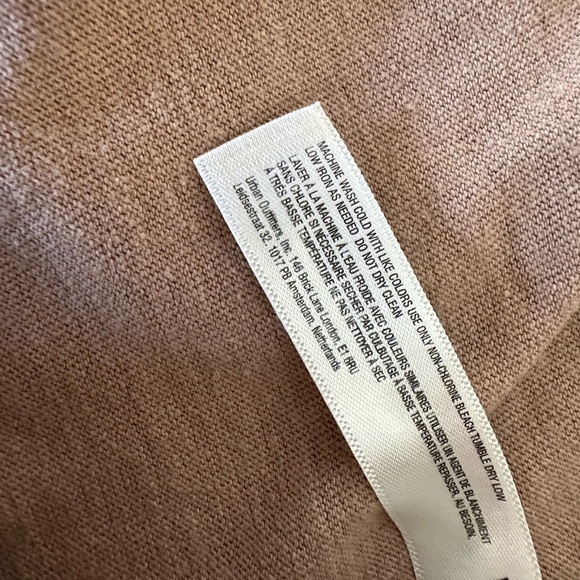 MACHINE WASH COLD WITH LIKE COLORS USE ONLY NON-CHLORINE BLEACH TUMBLE DRY LOW
LOW IRON AS NEEDED DO NOT DRY CLEAN
LAVER À LA MACHINE À L'EAU FROIDE AVEC COULEURS SIMILAIRES UTILISER UN AGENT DE BLANCHIMENT
SANS CHLORE SI NÉCESSAIRE SÉCHER PAR CULBUTAGE À BASSE TEMPÉRATURE REPASSER, AU BESOIN,
À TRÈS BASSE TEMPÉRATURE NE PAS NETTOYER À SEC
Urban Outfitters, Inc. 146 Brick Lane London, E1 6RU
Leidsestraat 32, 1017 PB Amsterdam, Netherlands